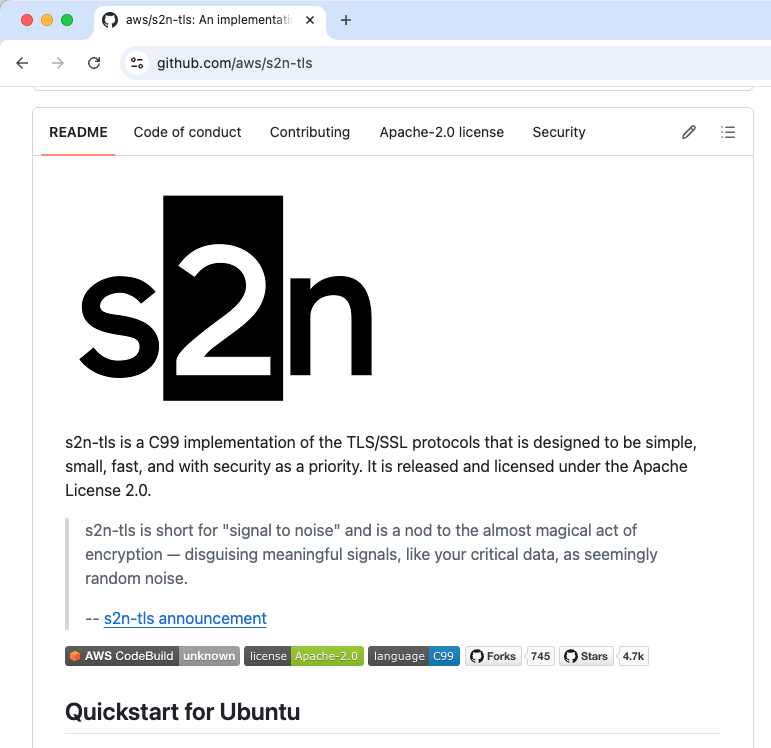 aws/s2n-tls: An implementati
github.com/aws/s2n-tls
README Code of conduct Contributing Apache-2.0 license Security
s2n
s2n-tls is a C99 implementation of the TLS/SSL protocols that is designed to be simple,
small, fast, and with security as a priority. It is released and licensed under the Apache
License 2.0.
s2n-tls is short for "signal to noise" and is a nod to the almost magical act of
encryption — disguising meaningful signals, like your critical data, as seemingly
random noise.
-- s2n-tls announcement
AWS CodeBuild unknown license Apache-2.0 language C99 Forks 745 Stars 4.7k
Quickstart for Ubuntu